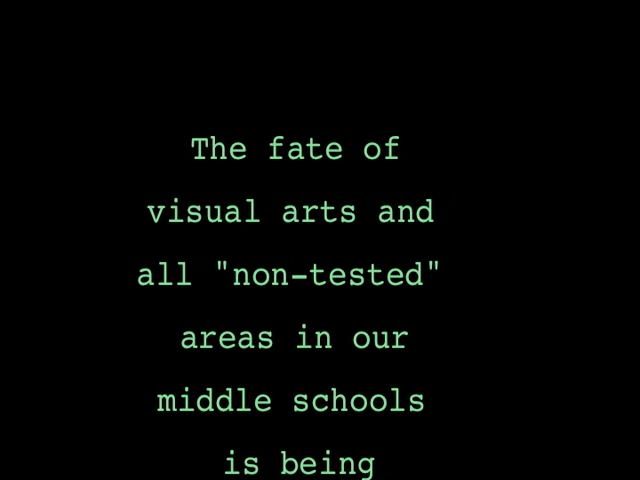 The fate of
visual arts and
all "non-tested"
areas in our
middle schools
is being